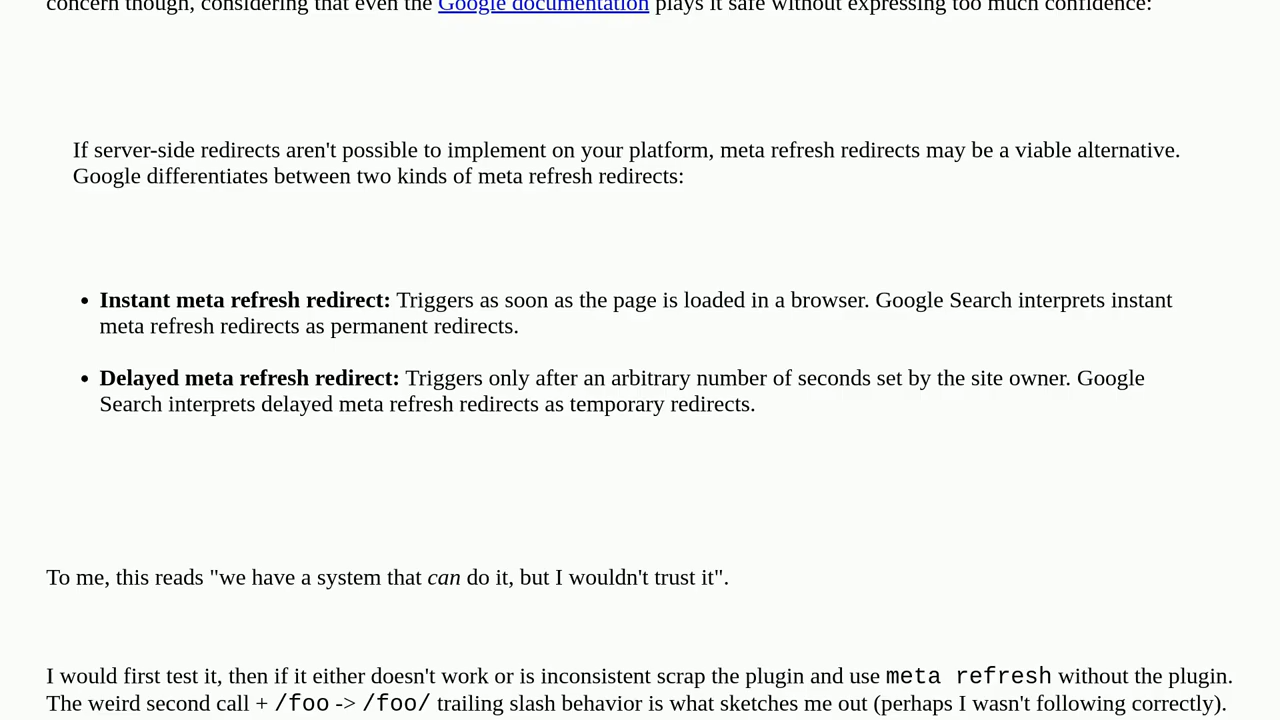 concern though, considering that even the Google documentation plays it safe without expressing too much confidence:
If server-side redirects aren't possible to implement on your platform, meta refresh redirects may be a viable alternative.
Google differentiates between two kinds of meta refresh redirects:
• Instant meta refresh redirect: Triggers as soon as the page is loaded in a browser. Google Search interprets instant
meta refresh redirects as permanent redirects.
• Delayed meta refresh redirect: Triggers only after an arbitrary number of seconds set by the site owner. Google
Search interprets delayed meta refresh redirects as temporary redirects.
To me, this reads "we have a system that can do it, but I wouldn't trust it".
I would first test it, then if it either doesn't work or is inconsistent scrap the plugin and use meta refresh without the plugin.
The weird second call + /foo -> /foo/ trailing slash behavior is what sketches me out (perhaps I wasn't following correctly).